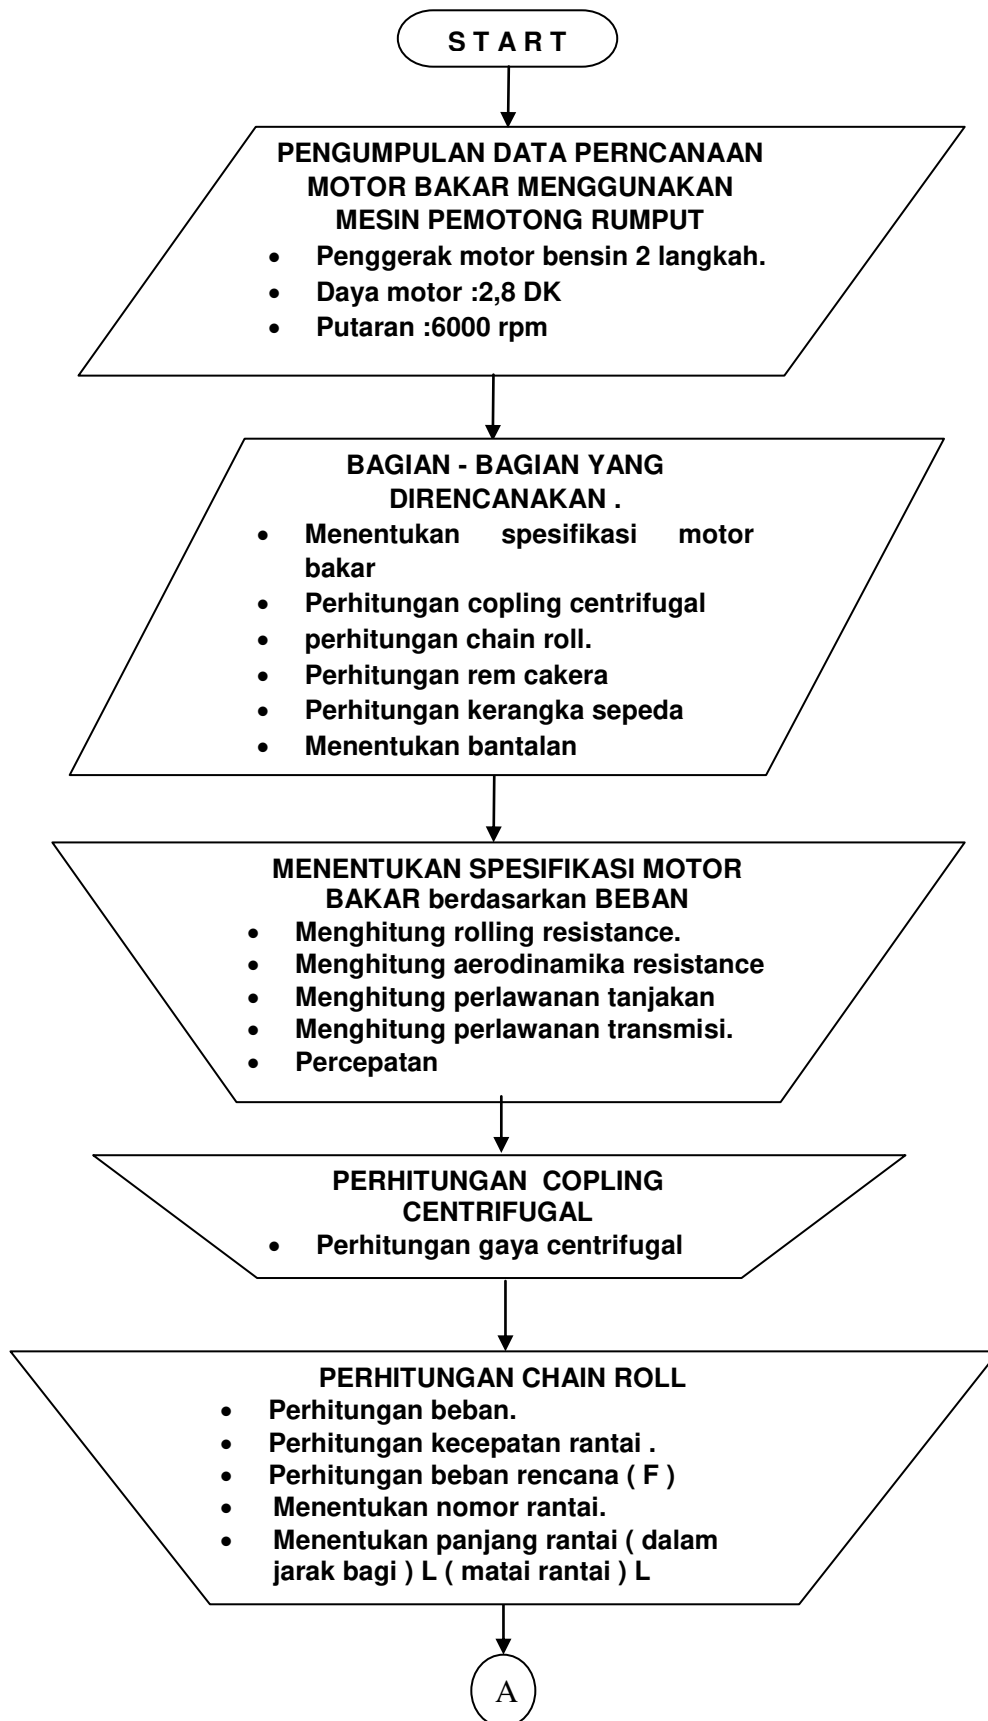 S T A R T
PENGUMPULAN DATA PERNCANAAN
MOTOR BAKAR MENGGUNAKAN
MESIN PEMOTONG RUMPUT
• Penggerak motor bensin 2 langkah.
• Daya motor :2,8 DK
• Putaran :6000 rpm
BAGIAN - BAGIAN YANG
DIRENCANAKAN .
• Menentukan spesifikasi motor
bakar
• Perhitungan copling centrifugal
• perhitungan chain roll.
• Perhitungan rem cakera
• Perhitungan kerangka sepeda
• Menentukan bantalan
MENENTUKAN SPESIFIKASI MOTOR
BAKAR berdasarkan BEBAN
• Menghitung rolling resistance.
• Menghitung aerodinamika resistance
• Menghitung perlawanan tanjakan
• Menghitung perlawanan transmisi.
• Percepatan
PERHITUNGAN COPLING
CENTRIFUGAL
• Perhitungan gaya centrifugal
PERHITUNGAN CHAIN ROLL
• Perhitungan beban.
• Perhitungan kecepatan rantai .
• Perhitungan beban rencana ( F )
• Menentukan nomor rantai.
• Menentukan panjang rantai ( dalam
jarak bagi ) L ( matai rantai ) L
A